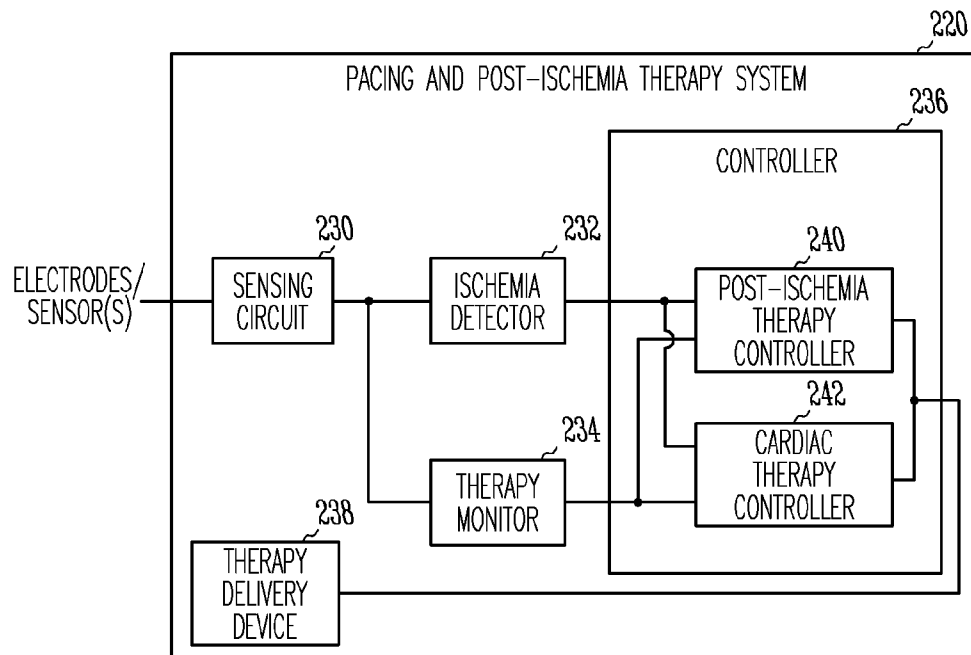 220
PACING AND POST-ISCHEMIA THERAPY SYSTEM
236
CONTROLLER
230
SENSING
CIRCUIT
232
ISCHEMIA
DETECTOR
240
POST-ISCHEMIA
THERAPY
CONTROLLER
ELECTRODES/
SENSOR(S)
242
CARDIAC
THERAPY
CONTROLLER
234
THERAPY
MONITOR
238
THERAPY
DELIVERY
DEVICE